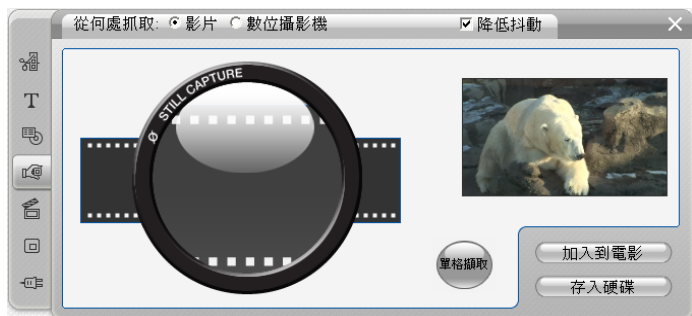 從何處抓取: 影片 數位攝影機 降低抖動
T
Ø STILL CAPTURE
單格擷取
加入到電影
存入硬碟